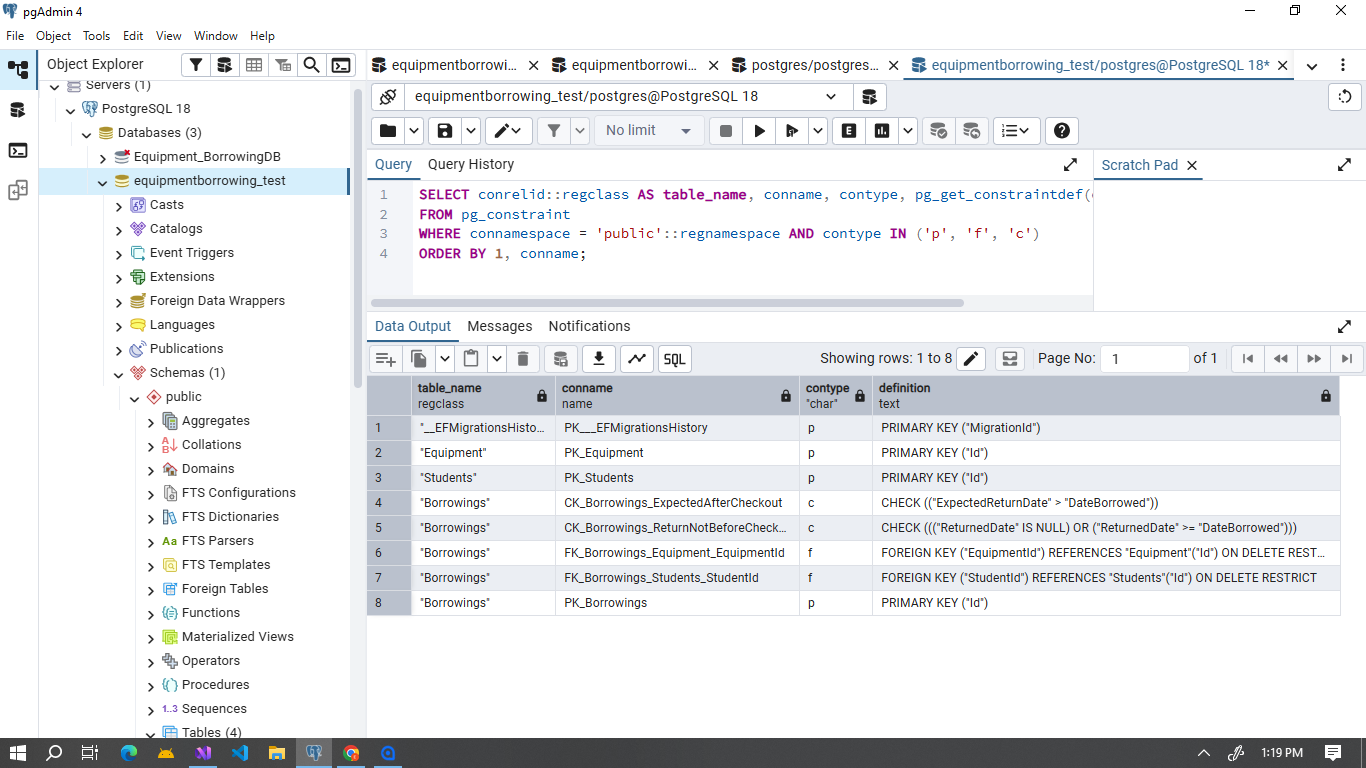 pgAdmin 4
File Object Tools Edit View Window Help
Object Explorer
equipmentborrowi...
equipmentborrowi...
postgres/postgres...
equipmentborrowing_test/postgres@PostgreSQL 18*
Servers (1)
PostgreSQL 18
Databases (3)
Equipment_BorrowingDB
equipmentborrowing_test
Casts
Catalogs
Event Triggers
Extensions
Foreign Data Wrappers
Languages
Publications
Schemas (1)
public
Aggregates
Collations
Domains
FTS Configurations
FTS Dictionaries
Aa FTS Parsers
FTS Templates
Foreign Tables
Functions
Materialized Views
Operators
Procedures
1..3 Sequences
Tables (4)
equipmentborrowing_test/postgres@PostgreSQL 18
No limit
E
Query Query History
Scratch Pad
1 SELECT conrelid::regclass AS table_name, conname, contype, pg_get_constraintdef(
2 FROM pg_constraint
3 WHERE connamespace = 'public'::regnamespace AND contype IN ('p', 'f', 'c')
4 ORDER BY 1, conname;
Data Output Messages Notifications
SQL
Showing rows: 1 to 8
Page No: 1 of 1
table_name conname contype definition
regclass name "char" text
1 "__EFMigrationsHisto... PK___EFMigrationsHistory p PRIMARY KEY ("MigrationId")
2 "Equipment" PK_Equipment p PRIMARY KEY ("Id")
3 "Students" PK_Students p PRIMARY KEY ("Id")
4 "Borrowings" CK_Borrowings_ExpectedAfterCheckout c CHECK (("ExpectedReturnDate" > "DateBorrowed"))
5 "Borrowings" CK_Borrowings_ReturnNotBeforeCheck... c CHECK ((("ReturnedDate" IS NULL) OR ("ReturnedDate" >= "DateBorrowed")))
6 "Borrowings" FK_Borrowings_Equipment_EquipmentId f FOREIGN KEY ("EquipmentId") REFERENCES "Equipment"("Id") ON DELETE REST...
7 "Borrowings" FK_Borrowings_Students_StudentId f FOREIGN KEY ("StudentId") REFERENCES "Students"("Id") ON DELETE RESTRICT
8 "Borrowings" PK_Borrowings p PRIMARY KEY ("Id")
1:19 PM